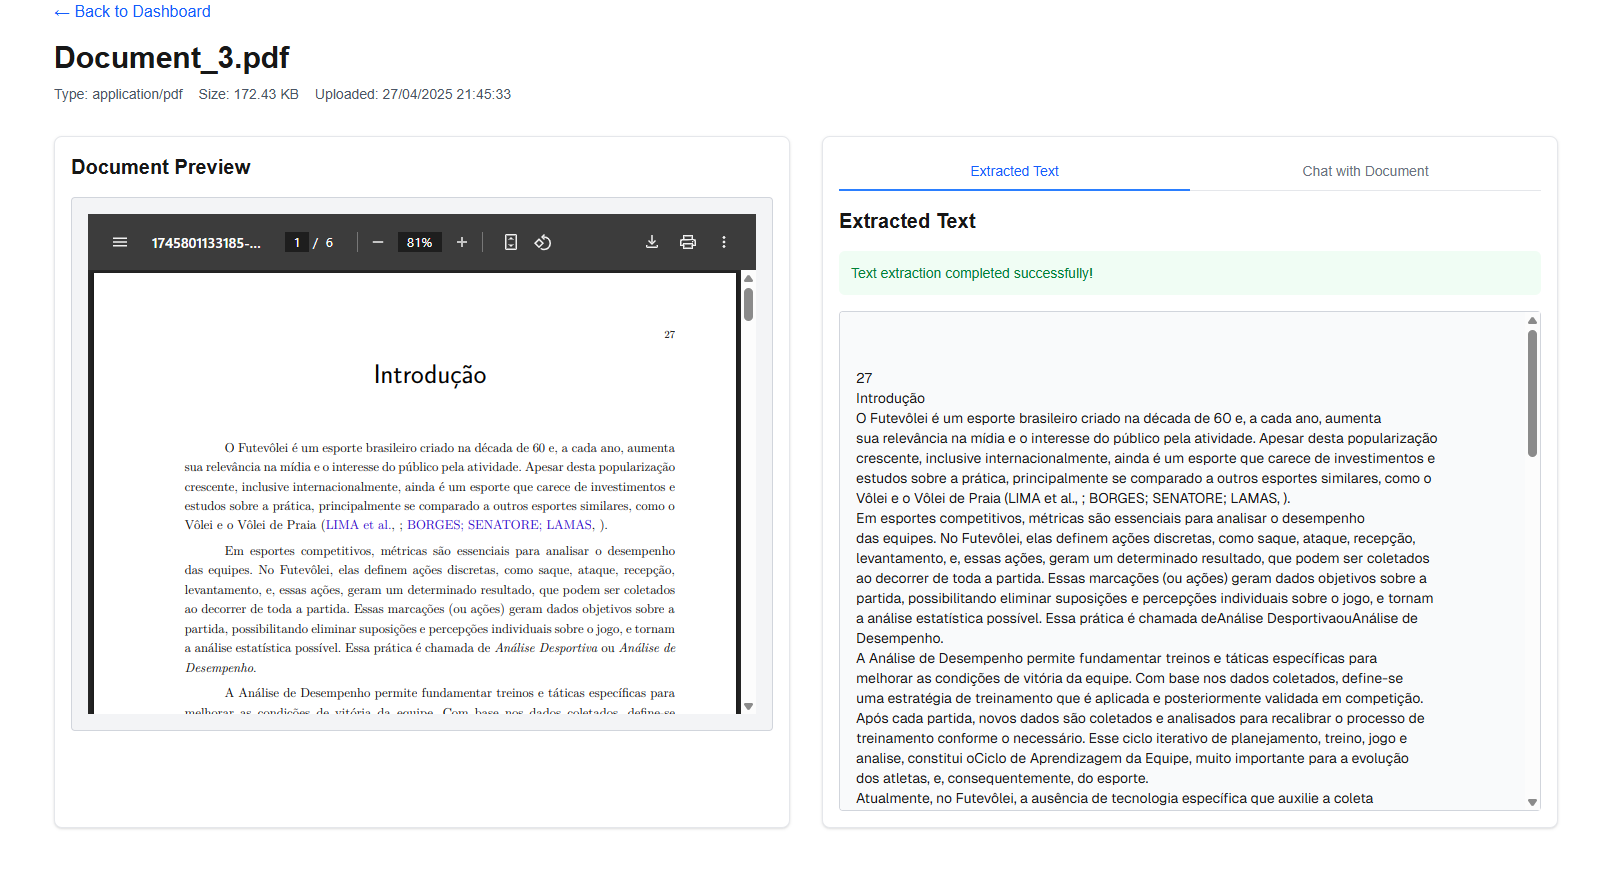 ← Back to Dashboard
Document_3.pdf
Type: application/pdf Size: 172.43 KB Uploaded: 27/04/2025 21:45:33
Document Preview
1745801133185-... 1 / 6 81%
27
Introdução
O Futevôlei é um esporte brasileiro criado na década de 60 e, a cada ano, aumenta
sua relevância na mídia e o interesse do público pela atividade. Apesar desta popularização
crescente, inclusive internacionalmente, ainda é um esporte que carece de investimentos e
estudos sobre a prática, principalmente se comparado a outros esportes similares, como o
Vôlei e o Vôlei de Praia (LIMA et al., ; BORGES; SENATORE; LAMAS, ).
Em esportes competitivos, métricas são essenciais para analisar o desempenho
das equipes. No Futevôlei, elas definem ações discretas, como saque, ataque, recepção,
levantamento, e, essas ações, geram um determinado resultado, que podem ser coletados
ao decorrer de toda a partida. Essas marcações (ou ações) geram dados objetivos sobre a
partida, possibilitando eliminar suposições e percepções individuais sobre o jogo, e tornam
a análise estatística possível. Essa prática é chamada de Análise Desportiva ou Análise de
Desempenho.
A Análise de Desempenho permite fundamentar treinos e táticas específicas para
melhorar as condições de vitória da equipe. Com base nos dados coletados, define-se
Extracted Text
Chat with Document
Extracted Text
Text extraction completed successfully!
27
Introdução
O Futevôlei é um esporte brasileiro criado na década de 60 e, a cada ano, aumenta
sua relevância na mídia e o interesse do público pela atividade. Apesar desta popularização
crescente, inclusive internacionalmente, ainda é um esporte que carece de investimentos e
estudos sobre a prática, principalmente se comparado a outros esportes similares, como o
Vôlei e o Vôlei de Praia (LIMA et al., ; BORGES; SENATORE; LAMAS, ).
Em esportes competitivos, métricas são essenciais para analisar o desempenho
das equipes. No Futevôlei, elas definem ações discretas, como saque, ataque, recepção,
levantamento, e, essas ações, geram um determinado resultado, que podem ser coletados
ao decorrer de toda a partida. Essas marcações (ou ações) geram dados objetivos sobre a
partida, possibilitando eliminar suposições e percepções individuais sobre o jogo, e tornam
a análise estatística possível. Essa prática é chamada deAnálise DesportivaouAnálise de
Desempenho.
A Análise de Desempenho permite fundamentar treinos e táticas específicas para
melhorar as condições de vitória da equipe. Com base nos dados coletados, define-se
uma estratégia de treinamento que é aplicada e posteriormente validada em competição.
Após cada partida, novos dados são coletados e analisados para recalibrar o processo de
treinamento conforme o necessário. Esse ciclo iterativo de planejamento, treino, jogo e
analise, constitui oCiclo de Aprendizagem da Equipe, muito importante para a evolução
dos atletas, e, consequentemente, do esporte.
Atualmente, no Futevôlei, a ausência de tecnologia específica que auxilie a coleta